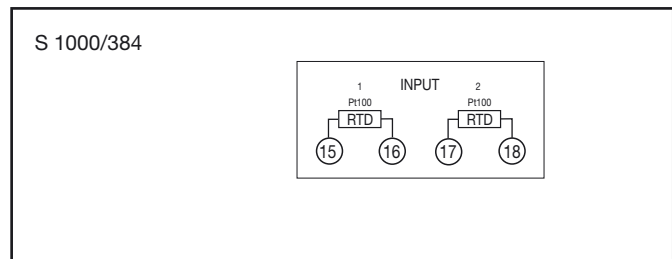 S 1000/384
1 INPUT 2
Pt100 Pt100
RTD RTD
15 16 17 18